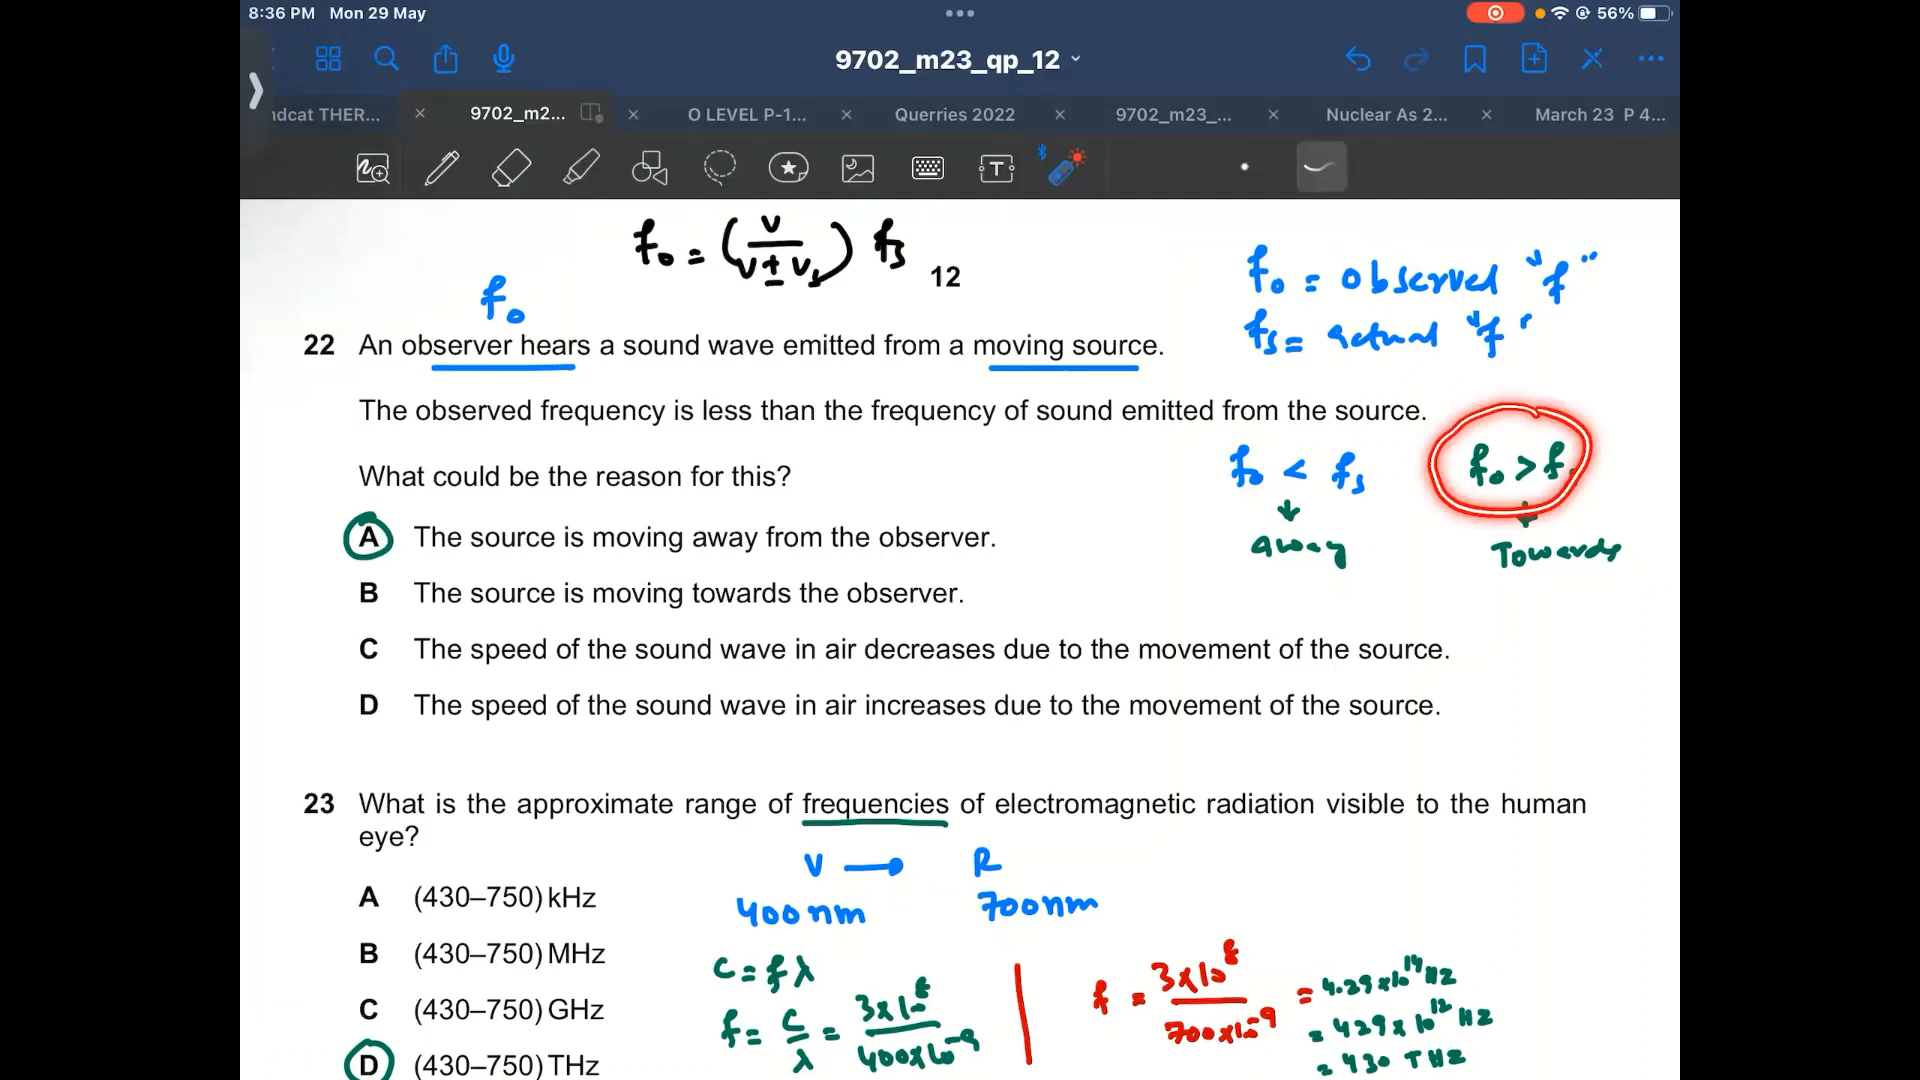 8:36 PM Mon 29 May
56%
9702_m23_qp_12
ndcat THER...
9702_m2...
O LEVEL P-1...
Querries 2022
9702_m23_...
Nuclear As 2...
March 23 P 4...
f₀ = (v / v ± vₛ) fₛ
12
f₀ = observed "f"
fₛ = actual "f"
f₀
22 An observer hears a sound wave emitted from a moving source.
The observed frequency is less than the frequency of sound emitted from the source.
What could be the reason for this?
f₀ < fₛ
f₀ > f
Away
Towards
A The source is moving away from the observer.
B The source is moving towards the observer.
C The speed of the sound wave in air decreases due to the movement of the source.
D The speed of the sound wave in air increases due to the movement of the source.
23 What is the approximate range of frequencies of electromagnetic radiation visible to the human
eye?
V → R
400nm 700nm
A (430–750) kHz
B (430–750) MHz
C (430–750) GHz
D (430–750) THz
c = fλ
f = c/λ = 3×10⁸ / 400×10⁻⁹
f = 3×10⁸ / 700×10⁻⁹ = 4.29×10¹⁴ Hz
= 429×10¹² Hz
= 430 THz